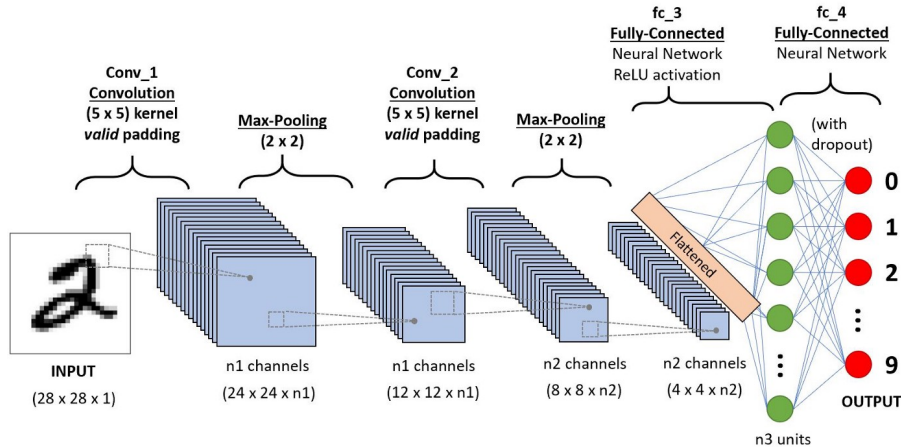 fc_3
Fully-Connected
Neural Network
ReLU activation
fc_4
Fully-Connected
Neural Network
Conv_1
Convolution
(5 x 5) kernel
valid padding
Max-Pooling
(2 x 2)
Conv_2
Convolution
(5 x 5) kernel
valid padding
Max-Pooling
(2 x 2)
(with
dropout)
Flattened
0
1
2
⋮
9
⋮
INPUT
(28 x 28 x 1)
n1 channels
(24 x 24 x n1)
n1 channels
(12 x 12 x n1)
n2 channels
(8 x 8 x n2)
n2 channels
(4 x 4 x n2)
n3 units
OUTPUT